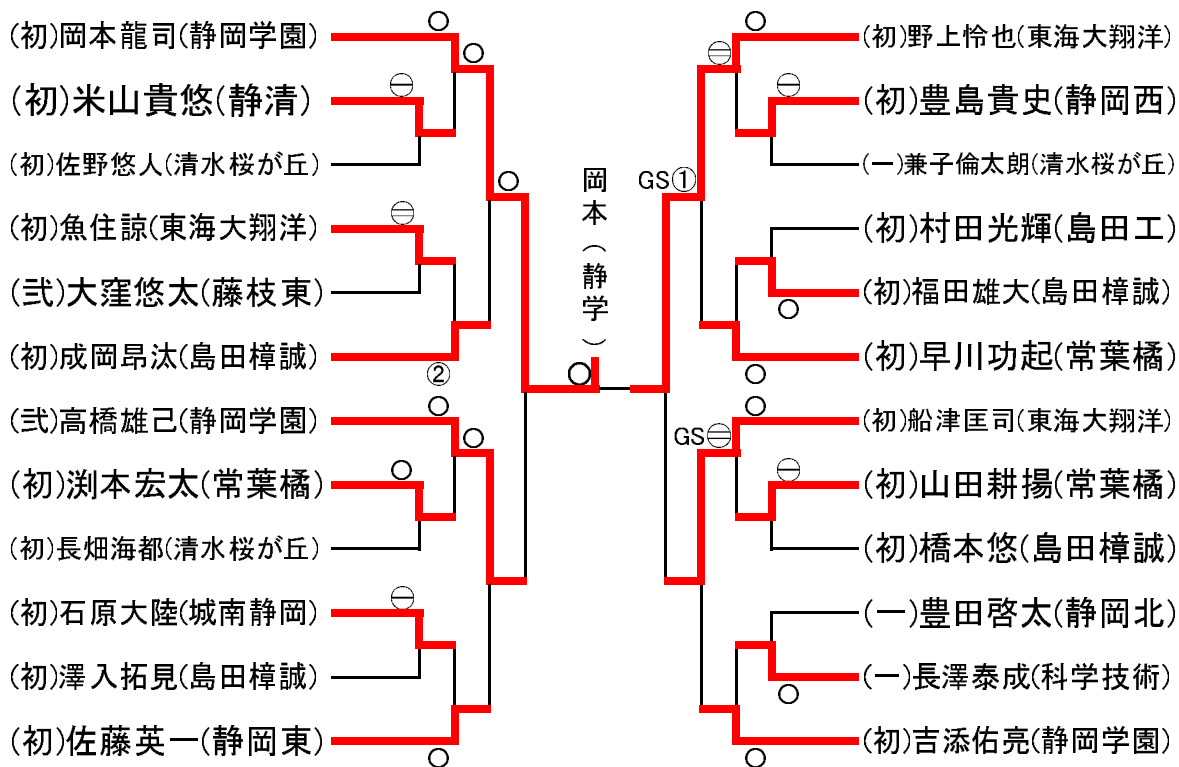 (初)岡本龍司(静岡学園)
(初)米山貴悠(静清)
(初)佐野悠人(清水桜が丘)
(初)魚住諒(東海大翔洋)
(弐)大窪悠太(藤枝東)
(初)成岡昂汰(島田樟誠)
②
(弐)高橋雄己(静岡学園)
(初)渕本宏太(常葉橘)
(初)長畑海都(清水桜が丘)
(初)石原大陸(城南静岡)
(初)澤入拓見(島田樟誠)
(初)佐藤英一(静岡東)
岡本(静学)
GS①
GS
(初)野上怜也(東海大翔洋)
(初)豊島貴史(静岡西)
(一)兼子倫太朗(清水桜が丘)
(初)村田光輝(島田工)
(初)福田雄大(島田樟誠)
(初)早川功起(常葉橘)
(初)船津匡司(東海大翔洋)
(初)山田耕揚(常葉橘)
(初)橋本悠(島田樟誠)
(一)豊田啓太(静岡北)
(一)長澤泰成(科学技術)
(初)吉添佑亮(静岡学園)